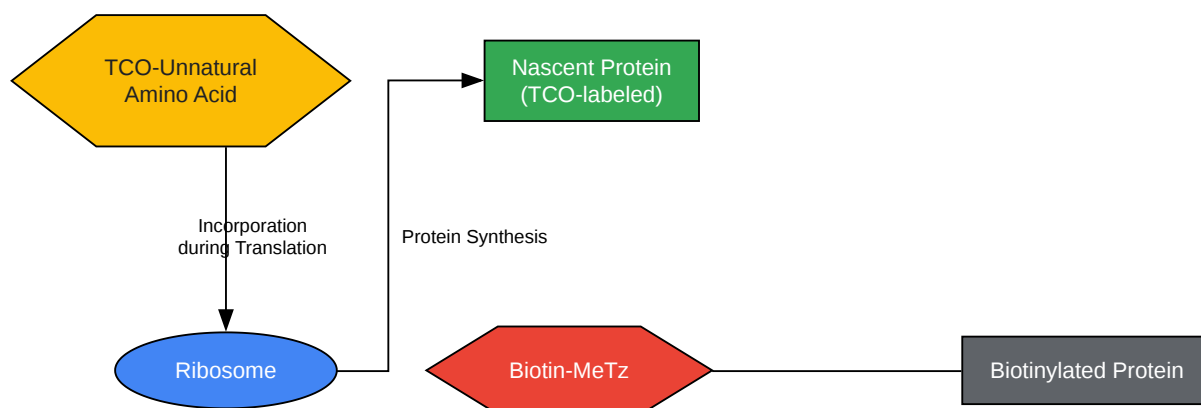 TCO-Unnatural
Amino Acid
Nascent Protein
(TCO-labeled)
Incorporation
during Translation
Protein Synthesis
Ribosome
Biotin-MeTz
Biotinylated Protein